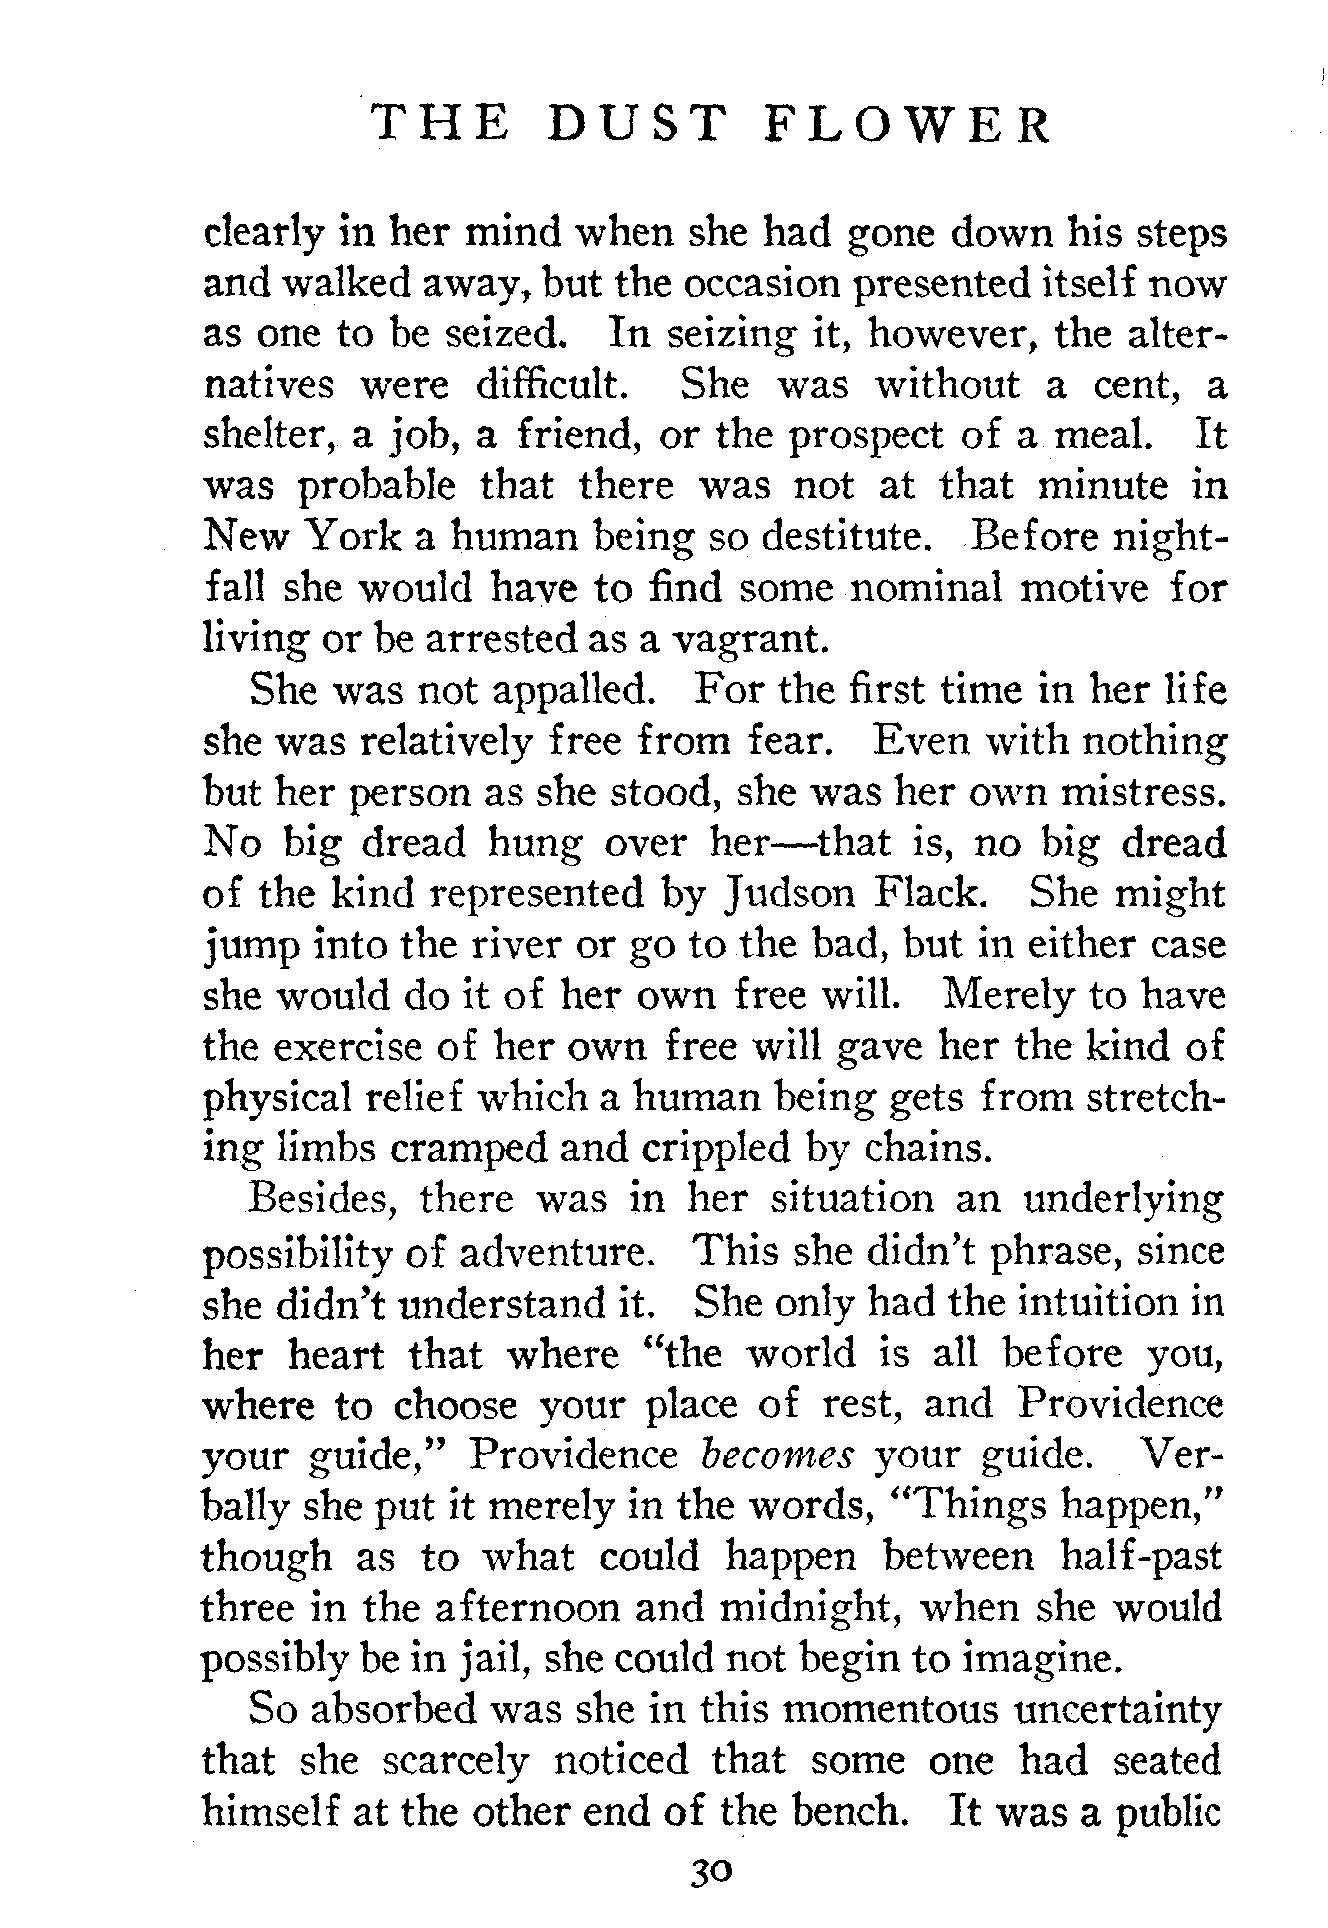 THE DUST FLOWER
clearly in her mind when she had gone down his steps
and walked away, but the occasion presented itself now
as one to be seized. In seizing it, however, the alter-
natives were difficult. She was without a cent, a
shelter, a job, a friend, or the prospect of a meal. It
was probable that there was not at that minute in
New York a human being so destitute. Before night-
fall she would have to find some nominal motive for
living or be arrested as a vagrant.
She was not appalled. For the first time in her life
she was relatively free from fear. Even with nothing
but her person as she stood, she was her own mistress.
No big dread hung over her—that is, no big dread
of the kind represented by Judson Flack. She might
jump into the river or go to the bad, but in either case
she would do it of her own free will. Merely to have
the exercise of her own free will gave her the kind of
physical relief which a human being gets from stretch-
ing limbs cramped and crippled by chains.
Besides, there was in her situation an underlying
possibility of adventure. This she didn't phrase, since
she didn't understand it. She only had the intuition in
her heart that where "the world is all before you,
where to choose your place of rest, and Providence
your guide," Providence becomes your guide. Ver-
bally she put it merely in the words, "Things happen,"
though as to what could happen between half-past
three in the afternoon and midnight, when she would
possibly be in jail, she could not begin to imagine.
So absorbed was she in this momentous uncertainty
that she scarcely noticed that some one had seated
himself at the other end of the bench. It was a public
30